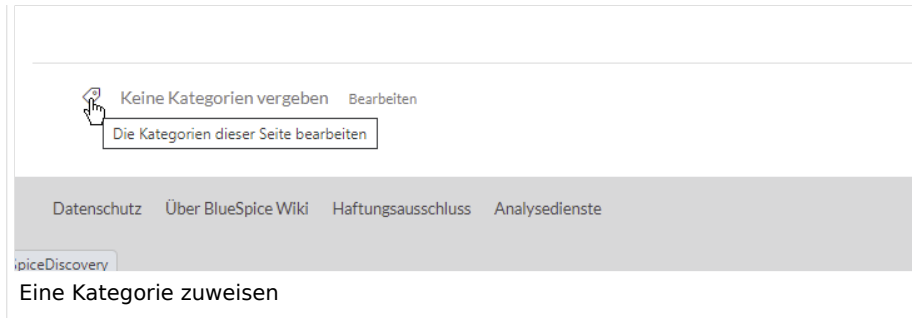 Keine Kategorien vergeben Bearbeiten
Die Kategorien dieser Seite bearbeiten
Datenschutz Über BlueSpice Wiki Haftungsausschluss Analysedienste
piceDiscovery
Eine Kategorie zuweisen